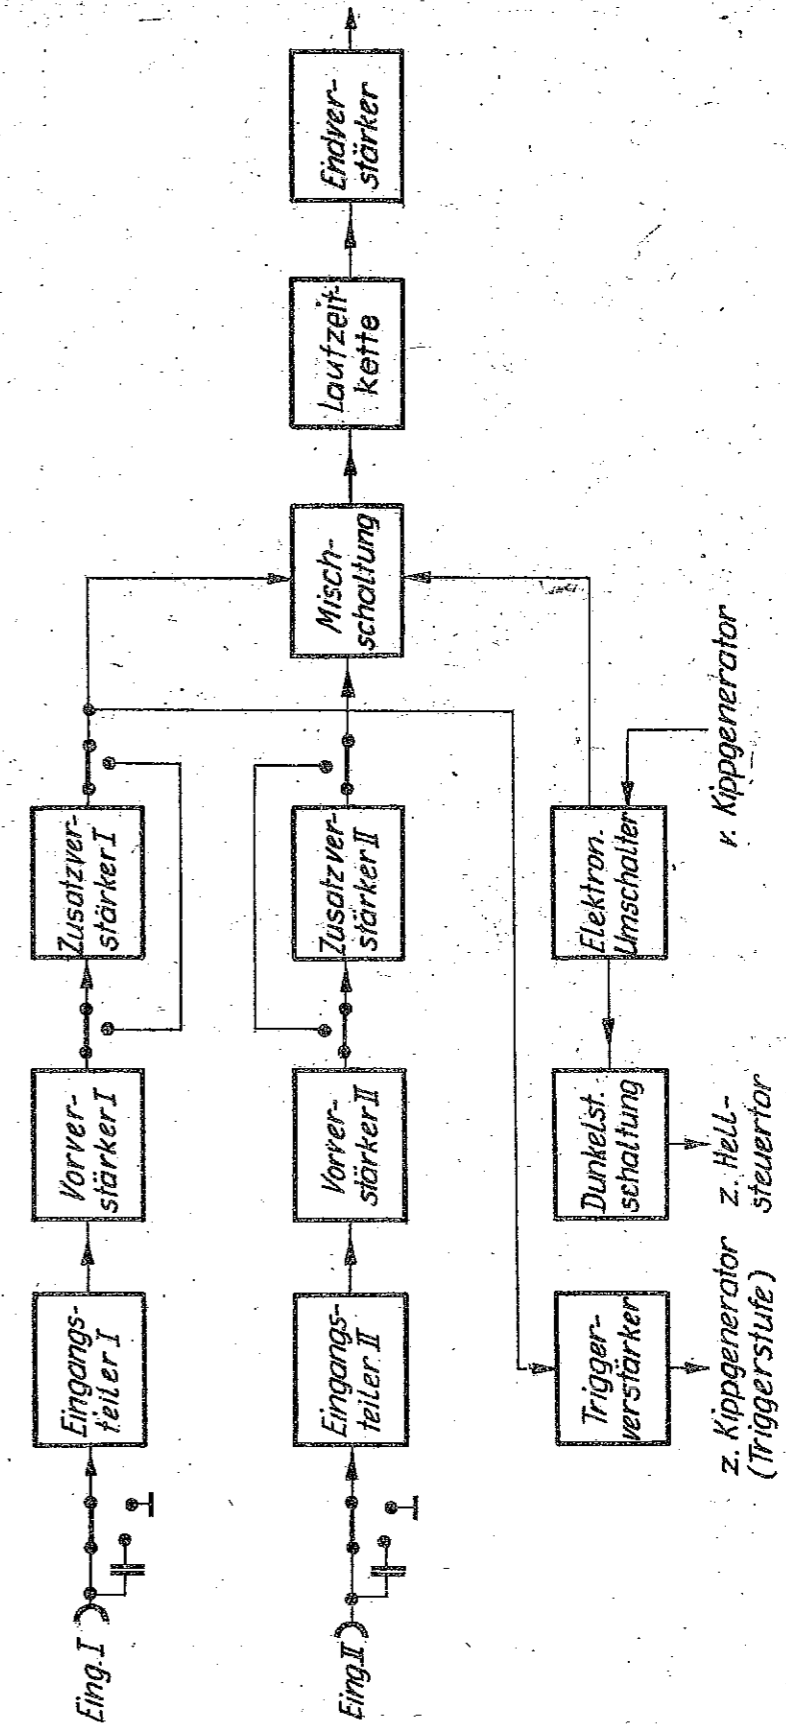 Eing. I
Eingangs-
teiler I
Vorver-
stärker I
Zusatzver-
stärker I
Eing. II
Eingangs-
teiler II
Vorver-
stärker II
Zusatzver-
stärker II
Misch-
schaltung
Laufzeit-
kette
Endver-
stärker
Trigger-
verstärker
Dunkelst.
schaltung
Elektron.
Umschalter
z. Kippgenerator
(Triggerstufe)
z. Hell-
steuertor
v. Kippgenerator